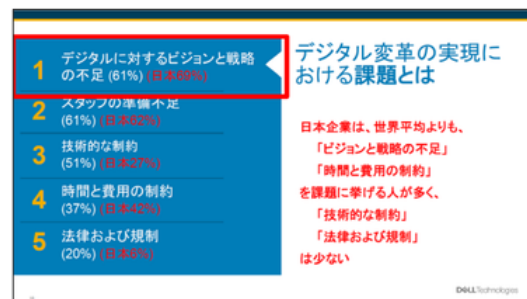 1
デジタルに対するビジョンと戦略
の不足 (61%) (日本69%)
2
スタッフの準備不足
(61%) (日本62%)
3
技術的な制約
(51%) (日本27%)
4
時間と費用の制約
(37%) (日本42%)
5
法律および規制
(20%) (日本6%)
デジタル変革の実現に
おける課題とは
日本企業は、世界平均よりも、
「ビジョンと戦略の不足」
「時間と費用の制約」
を課題に挙げる人が多く、
「技術的な制約」
「法律および規制」
は少ない
DELLTechnologies